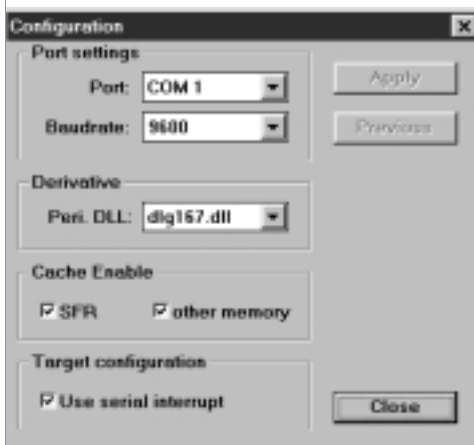 Configuration
Port settings
Port: COM 1
Apply
Baudrate: 9600
Previous
Derivative
Peri. DLL: dlg167.dll
Cache Enable
SFR other memory
Target configuration
Use serial interrupt
Close